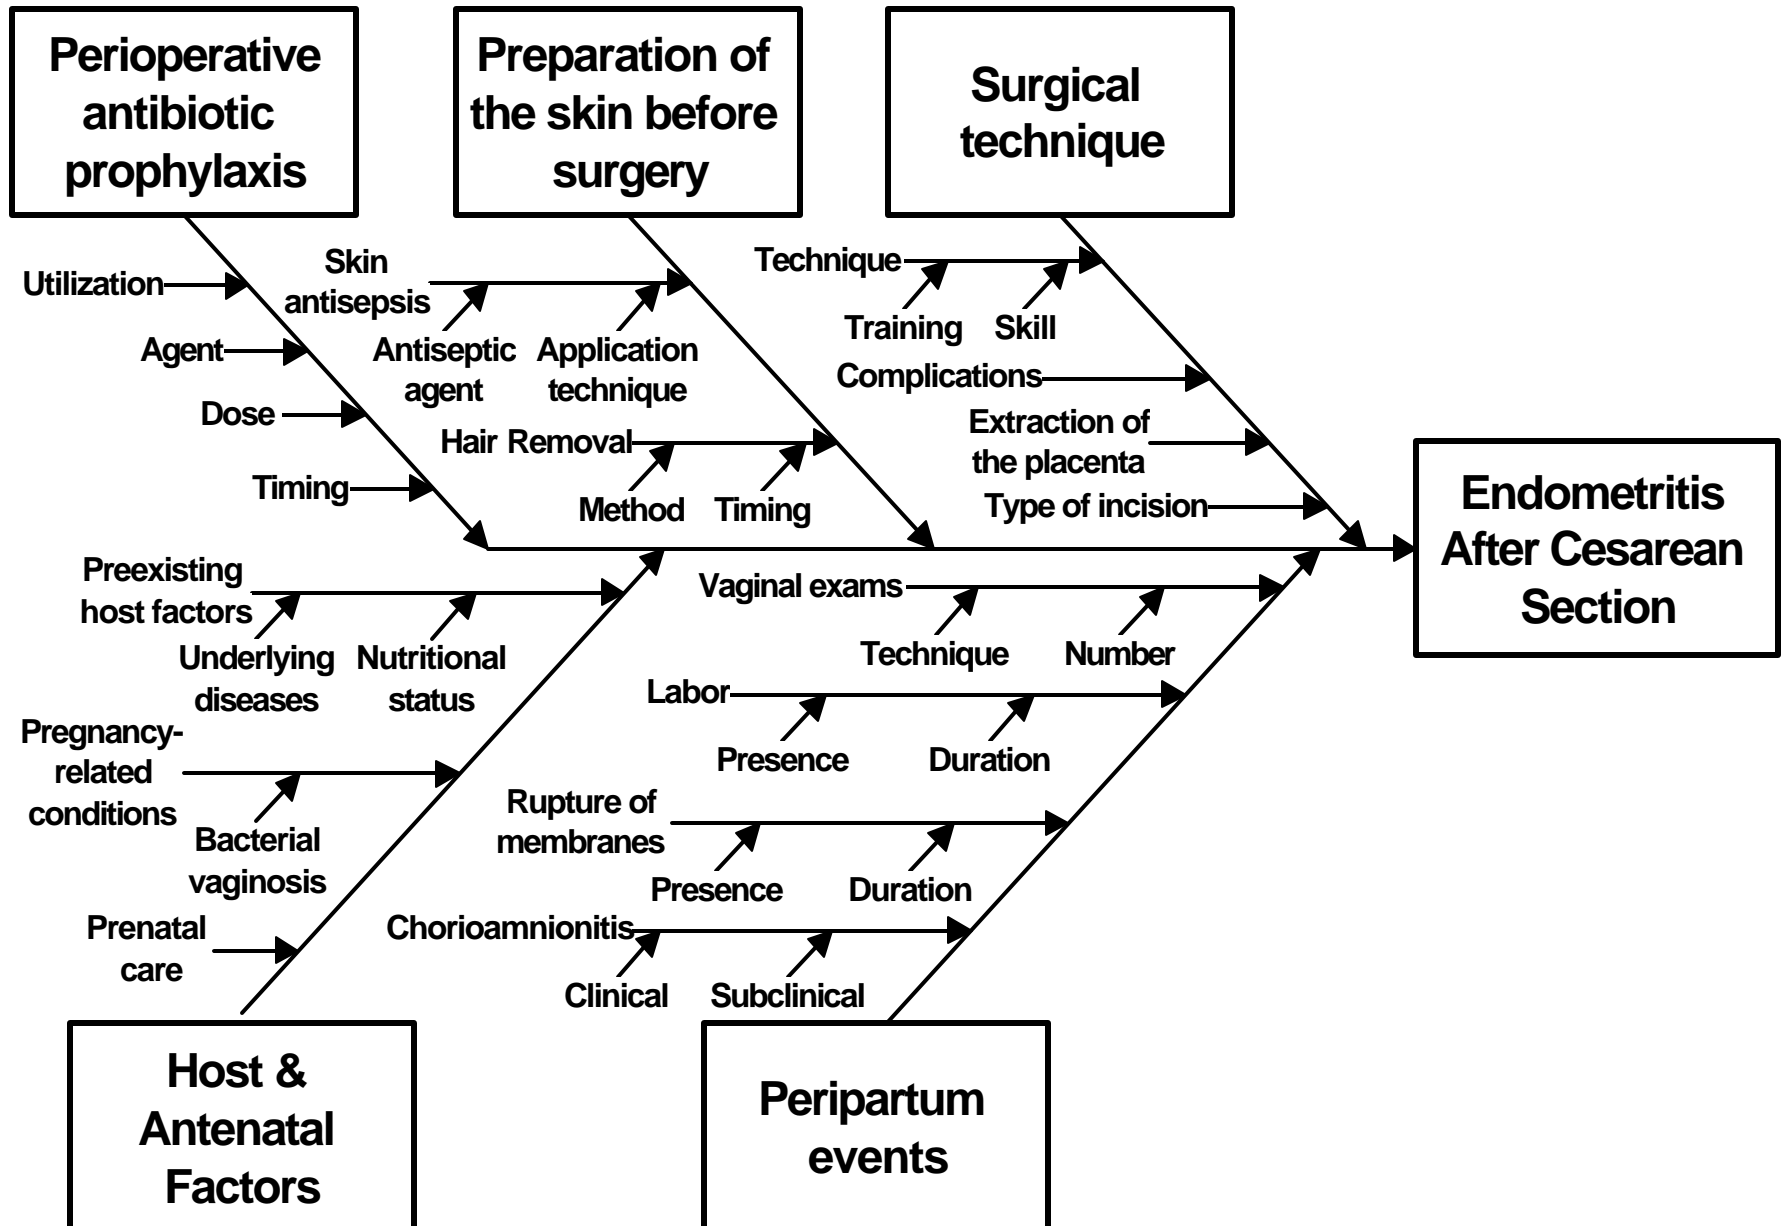 Perioperative
antibiotic
prophylaxis
Preparation of
the skin before
surgery
Surgical
technique
Utilization
Agent
Dose
Timing
Skin
antisepsis
Antiseptic
agent
Application
technique
Hair Removal
Method
Timing
Technique
Training
Skill
Complications
Extraction of
the placenta
Type of incision
Endometritis
After Cesarean
Section
Preexisting
host factors
Underlying
diseases
Nutritional
status
Pregnancy-
related
conditions
Bacterial
vaginosis
Prenatal
care
Vaginal exams
Technique
Number
Labor
Presence
Duration
Rupture of
membranes
Presence
Duration
Chorioamnionitis
Clinical
Subclinical
Host &
Antenatal
Factors
Peripartum
events